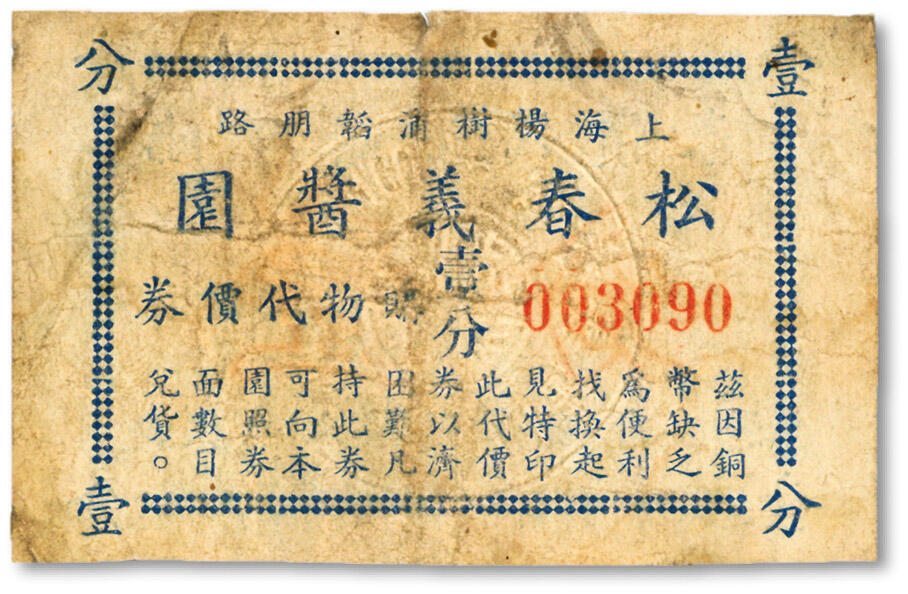 壹分
上海楊樹浦韜朋路
松春義醬園
壹分
購物代價券
003090
茲因銅
幣缺乏
爲便利
找換起
見特印
此代價
券以濟
困難凡
持此券
可向本
園照券
面數目
兌貨。
分壹